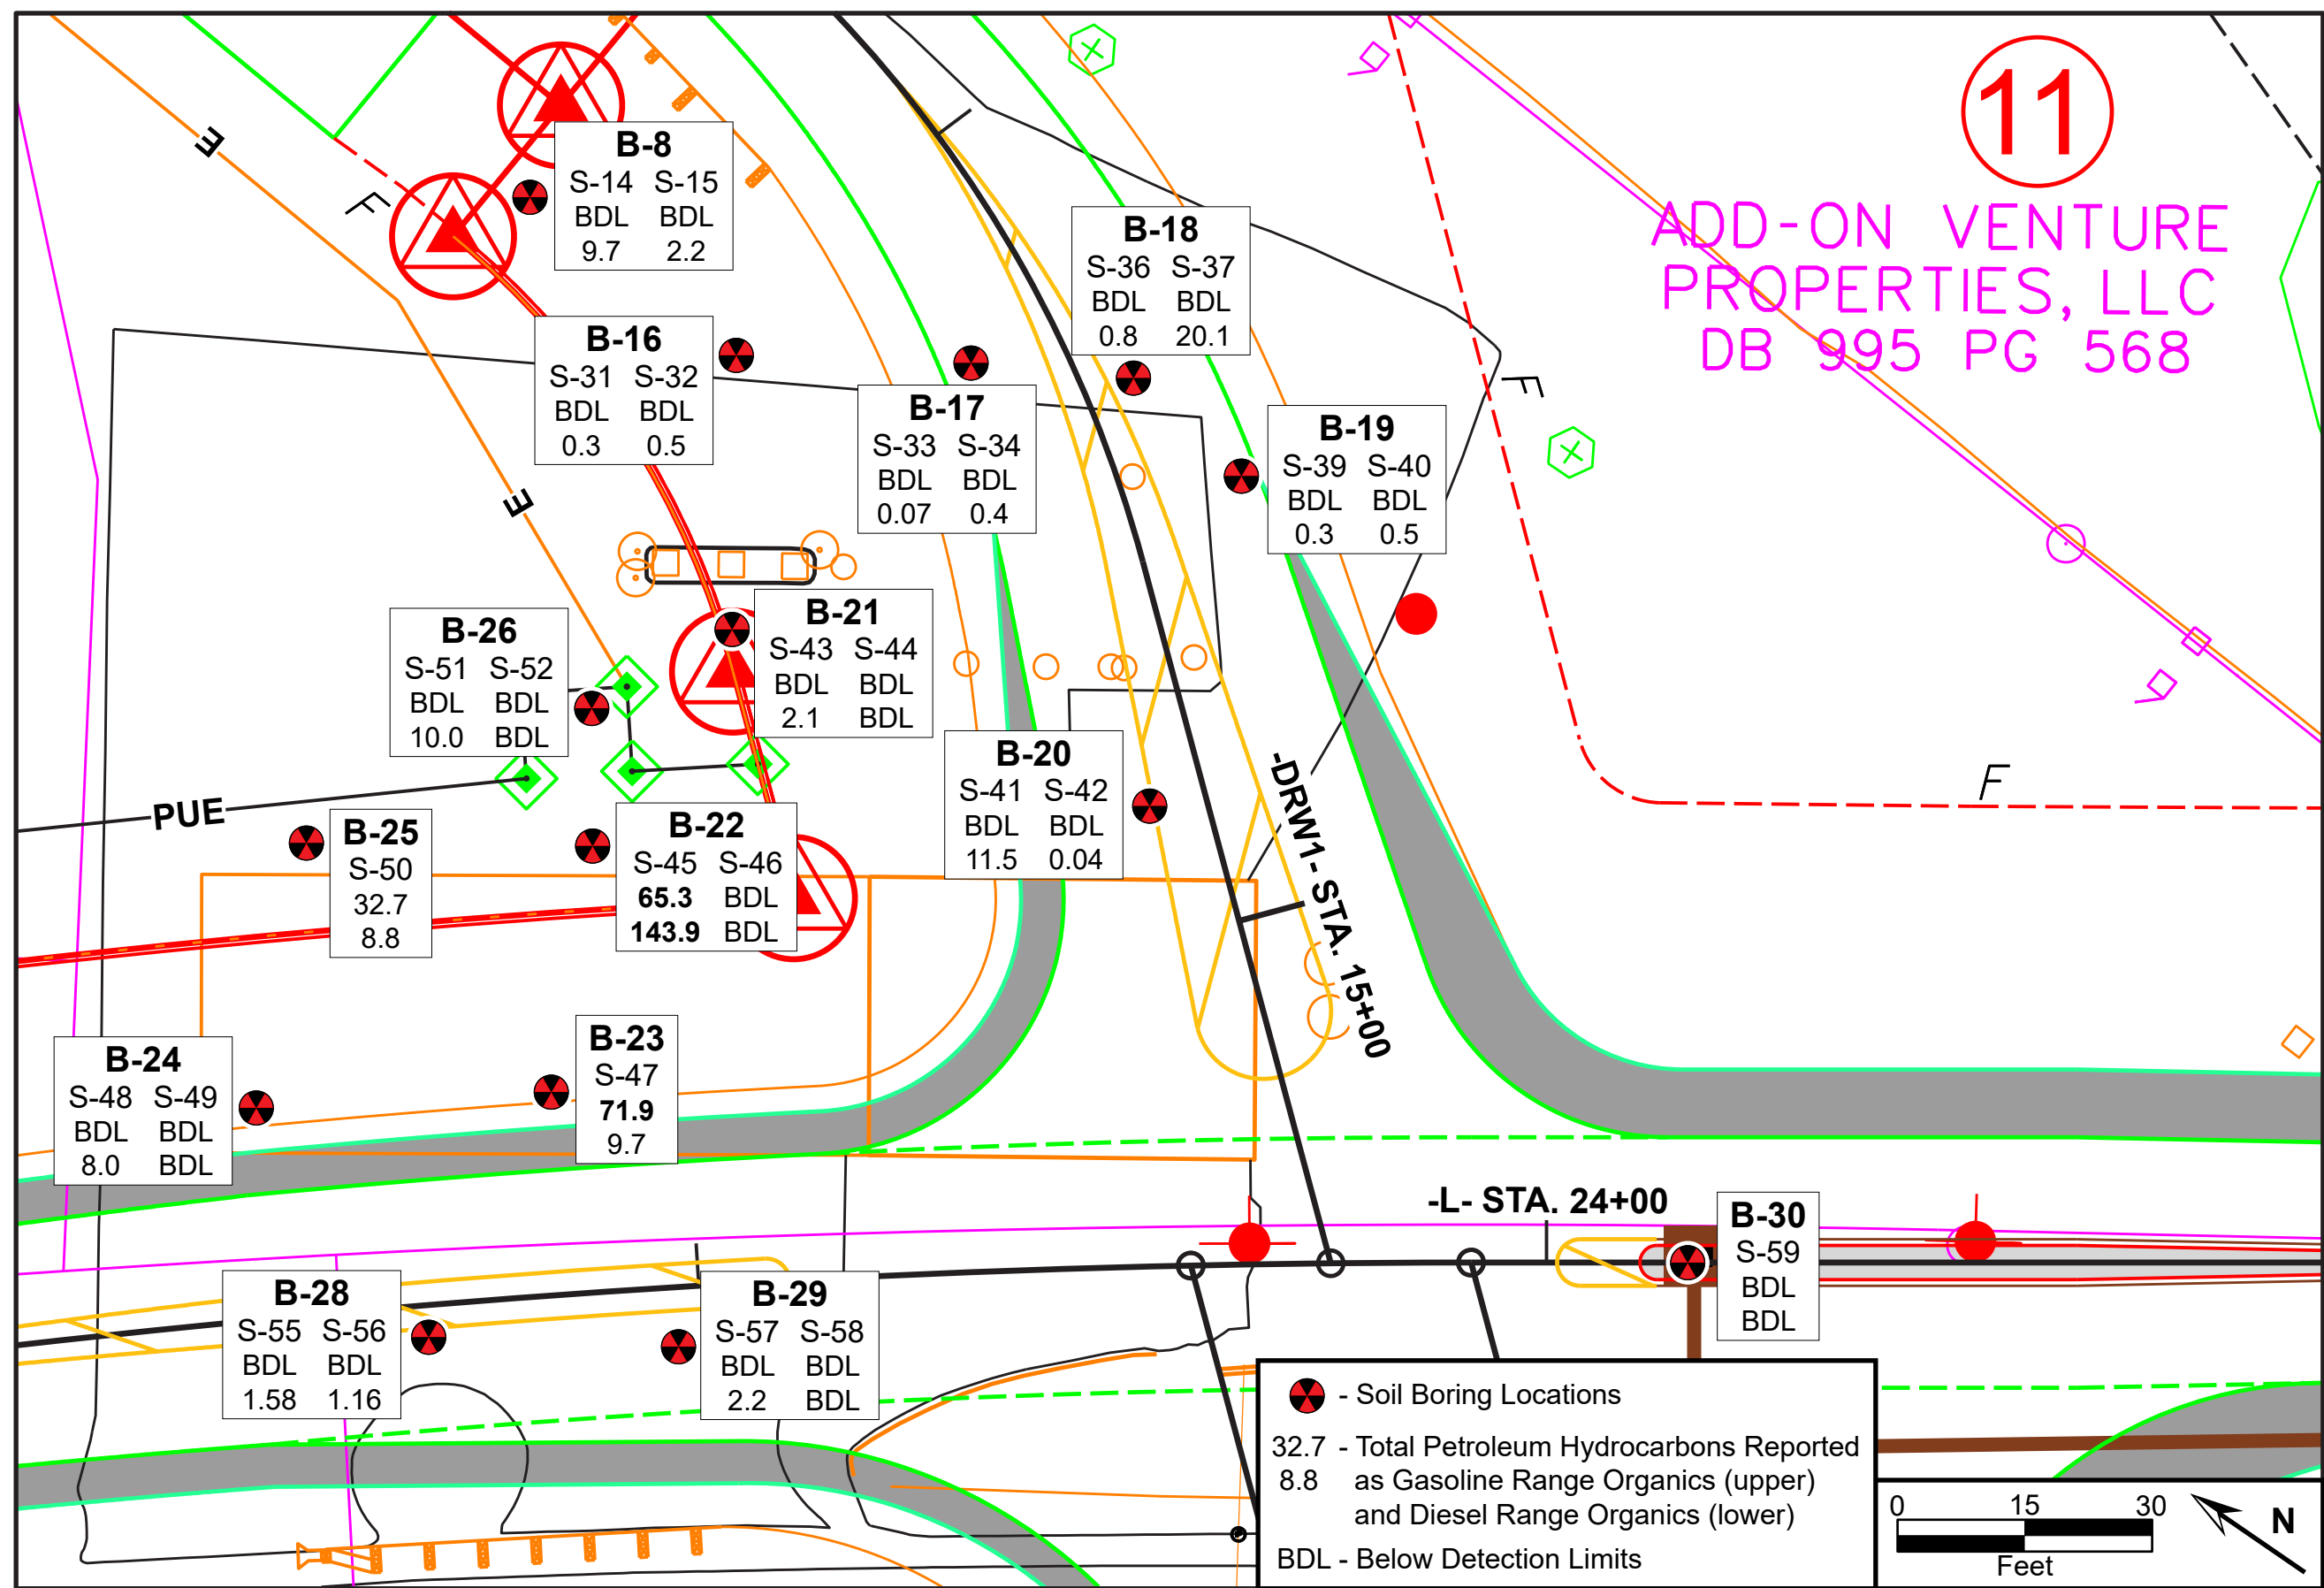 11
ADD-ON VENTURE
PROPERTIES, LLC
DB 995 PG 568
E
F
B-8
S-14 S-15
BDL BDL
9.7 2.2
B-18
S-36 S-37
BDL BDL
0.8 20.1
B-16
S-31 S-32
BDL BDL
0.3 0.5
B-17
S-33 S-34
BDL BDL
0.07 0.4
F
B-19
S-39 S-40
BDL BDL
0.3 0.5
E
B-26
S-51 S-52
BDL BDL
10.0 BDL
B-21
S-43 S-44
BDL BDL
2.1 BDL
B-20
S-41 S-42
BDL BDL
11.5 0.04
-DRW1- STA. 15+00
F
PUE
B-25
S-50
32.7
8.8
B-22
S-45 S-46
65.3 BDL
143.9 BDL
B-24
S-48 S-49
BDL BDL
8.0 BDL
B-23
S-47
71.9
9.7
-L- STA. 24+00
B-30
S-59
BDL
BDL
B-28
S-55 S-56
BDL BDL
1.58 1.16
B-29
S-57 S-58
BDL BDL
2.2 BDL
- Soil Boring Locations
32.7 - Total Petroleum Hydrocarbons Reported
8.8 as Gasoline Range Organics (upper)
and Diesel Range Organics (lower)
BDL - Below Detection Limits
0 15 30
Feet
N